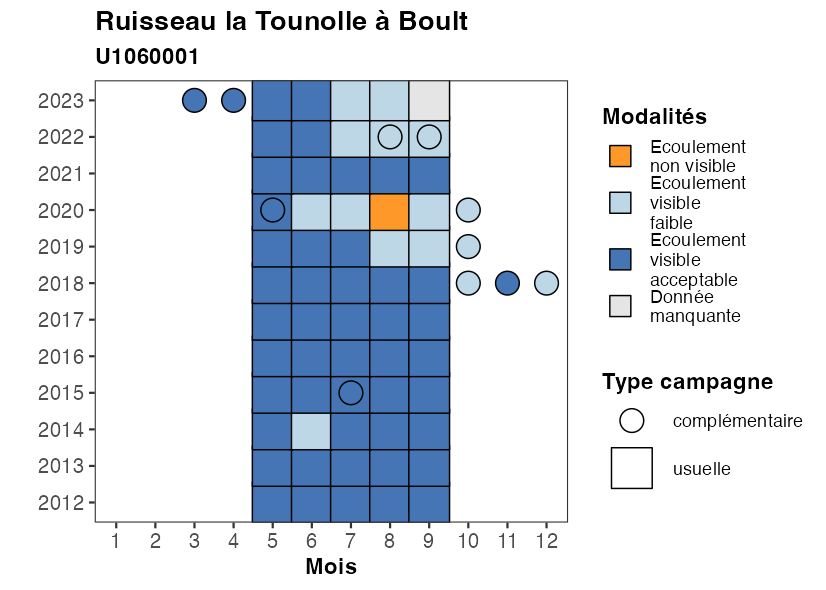 Ruisseau la Tounolle à Boult
U1060001
2023
2022
2021
2020
2019
2018
2017
2016
2015
2014
2013
2012
1 2 3 4 5 6 7 8 9 10 11 12
Mois
Modalités
Ecoulement
non visible
Ecoulement
visible
faible
Ecoulement
visible
acceptable
Donnée
manquante
Type campagne
complémentaire
usuelle